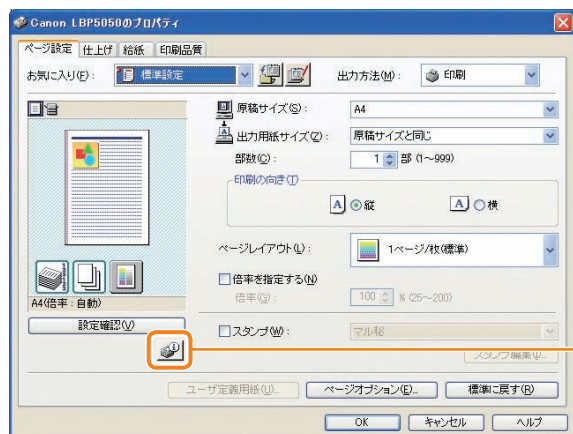 Canon LBP5050のプロパティ
ページ設定 仕上げ 給紙 印刷品質
お気に入り(F): 標準設定 出力方法(M): 印刷
原稿サイズ(S): A4
出力用紙サイズ(Z): 原稿サイズと同じ
部数(C): 1 部 (1～999)
印刷の向き(T)
A 縦 A 横
ページレイアウト(L): 1ページ/枚(標準)
倍率を指定する(N)
倍率(G): 100 % (25～200)
A4(倍率:自動)
設定確認(V)
スタンプ(W): マル秘
スタンプ編集(I)...
ユーザ定義用紙(U)... ページオプション(E)... 標準に戻す(R)
OK キャンセル ヘルプ